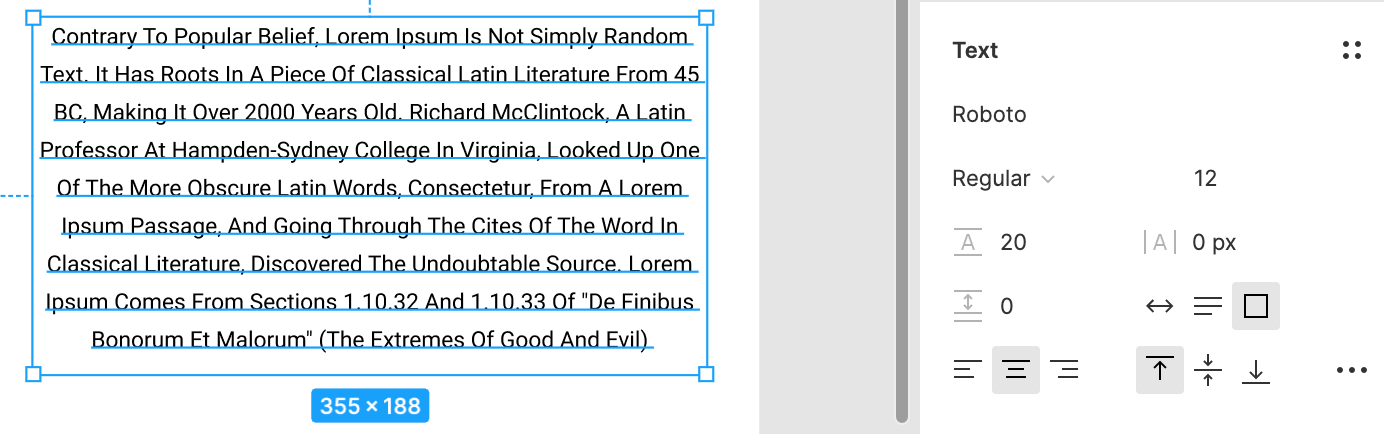 Contrary To Popular Belief, Lorem Ipsum Is Not Simply Random
Text. It Has Roots In A Piece Of Classical Latin Literature From 45
BC, Making It Over 2000 Years Old. Richard McClintock, A Latin
Professor At Hampden-Sydney College In Virginia, Looked Up One
Of The More Obscure Latin Words, Consectetur, From A Lorem
Ipsum Passage, And Going Through The Cites Of The Word In
Classical Literature, Discovered The Undoubtable Source. Lorem
Ipsum Comes From Sections 1.10.32 And 1.10.33 Of "De Finibus
Bonorum Et Malorum" (The Extremes Of Good And Evil)
355 × 188
Text
Roboto
Regular 12
A 20 |A| 0 px
0